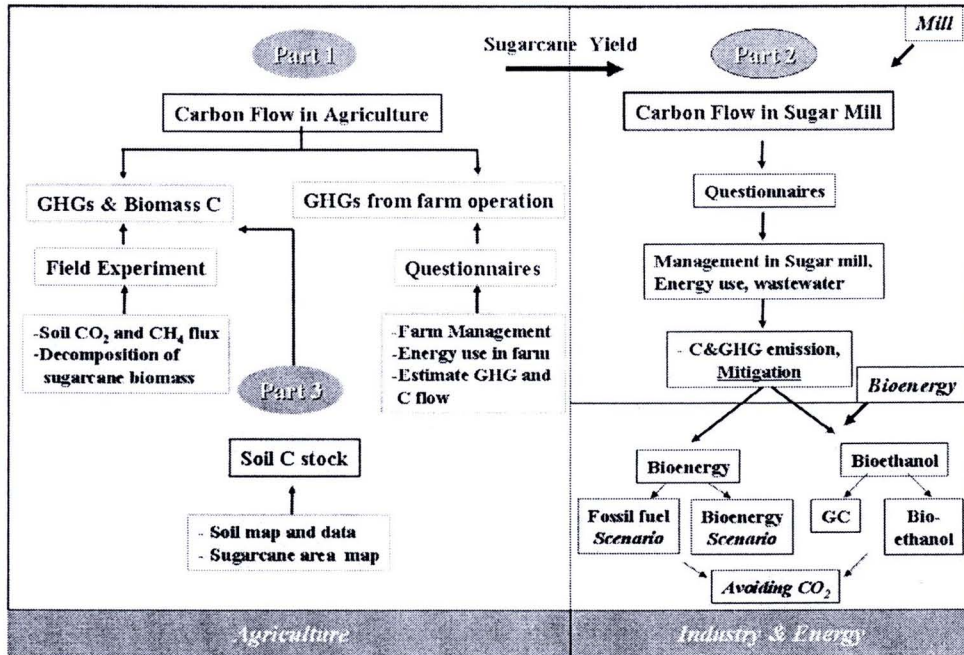 Part 1
Sugarcane Yield
Part 2
Mill
Carbon Flow in Agriculture
Carbon Flow in Sugar Mill
GHGs & Biomass C
GHGs from farm operation
Questionnaires
Field Experiment
Questionnaires
Management in Sugar mill,
Energy use, wastewater
-Soil CO₂ and CH₄ flux
-Decomposition of
sugarcane biomass
-Farm Management
-Energy use in farm
-Estimate GHG and
C flow
- C&GHG emission,
Mitigation
Part 3
Bioenergy
Soil C stock
Bioenergy
Bioethanol
- Soil map and data
- Sugarcane area map
Fossil fuel
Scenario
Bioenergy
Scenario
GC
Bio-
ethanol
Avoiding CO₂
Agriculture
Industry & Energy